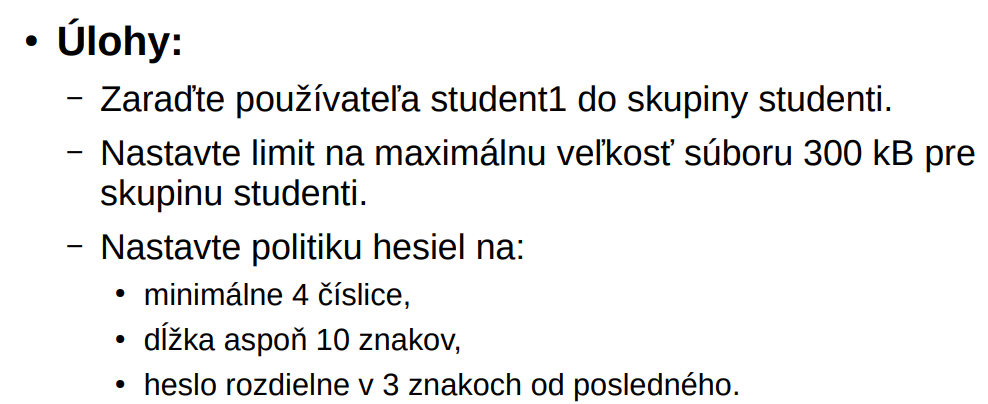 • Úlohy:
– Zaraďte používateľa student1 do skupiny studenti.
– Nastavte limit na maximálnu veľkosť súboru 300 kB pre
skupinu studenti.
– Nastavte politiku hesiel na:
• minimálne 4 číslice,
• dĺžka aspoň 10 znakov,
• heslo rozdielne v 3 znakoch od posledného.